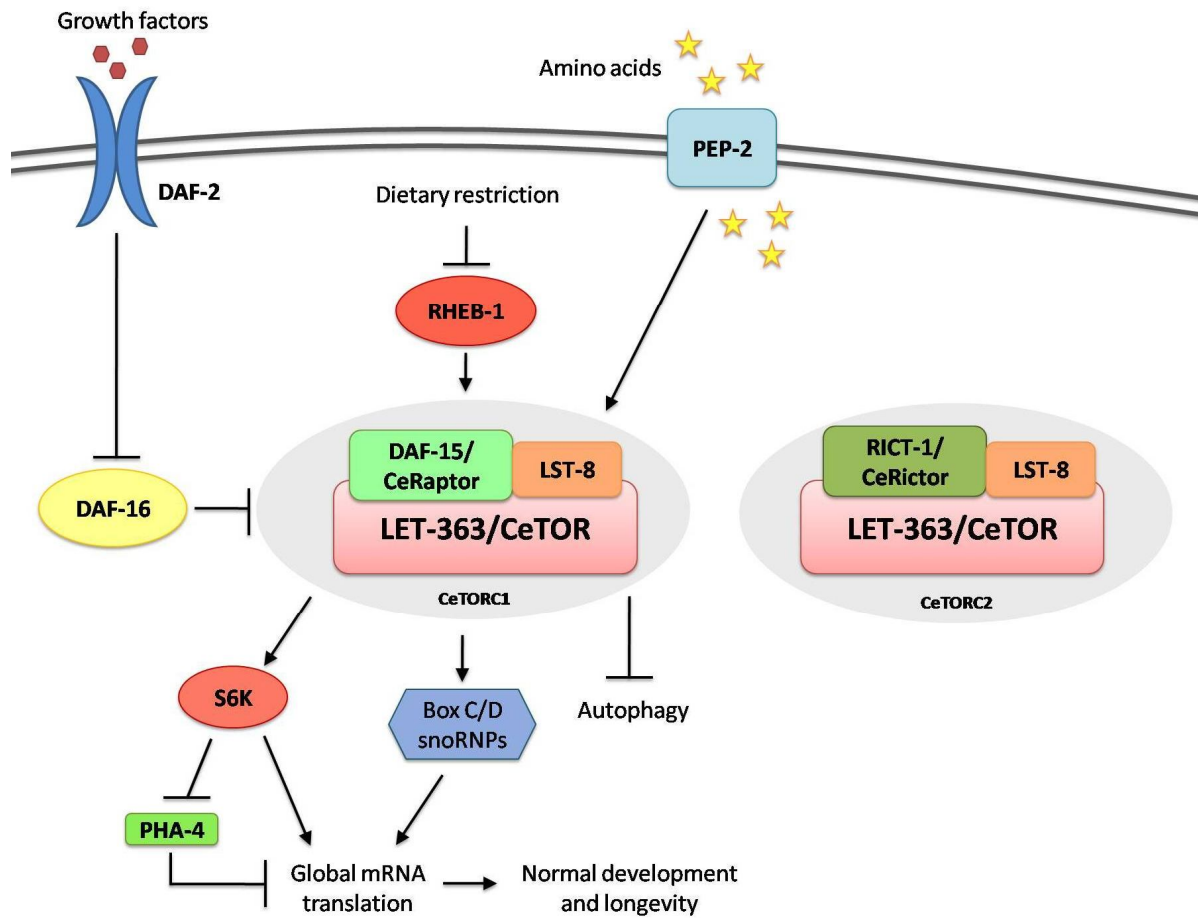 Growth factors
Amino acids
PEP-2
DAF-2
Dietary restriction
RHEB-1
DAF-15/
CeRaptor
LST-8
LET-363/CeTOR
CeTORC1
RICT-1/
CeRictor
LST-8
LET-363/CeTOR
CeTORC2
DAF-16
S6K
Box C/D
snoRNPs
Autophagy
PHA-4
Global mRNA
translation
Normal development
and longevity